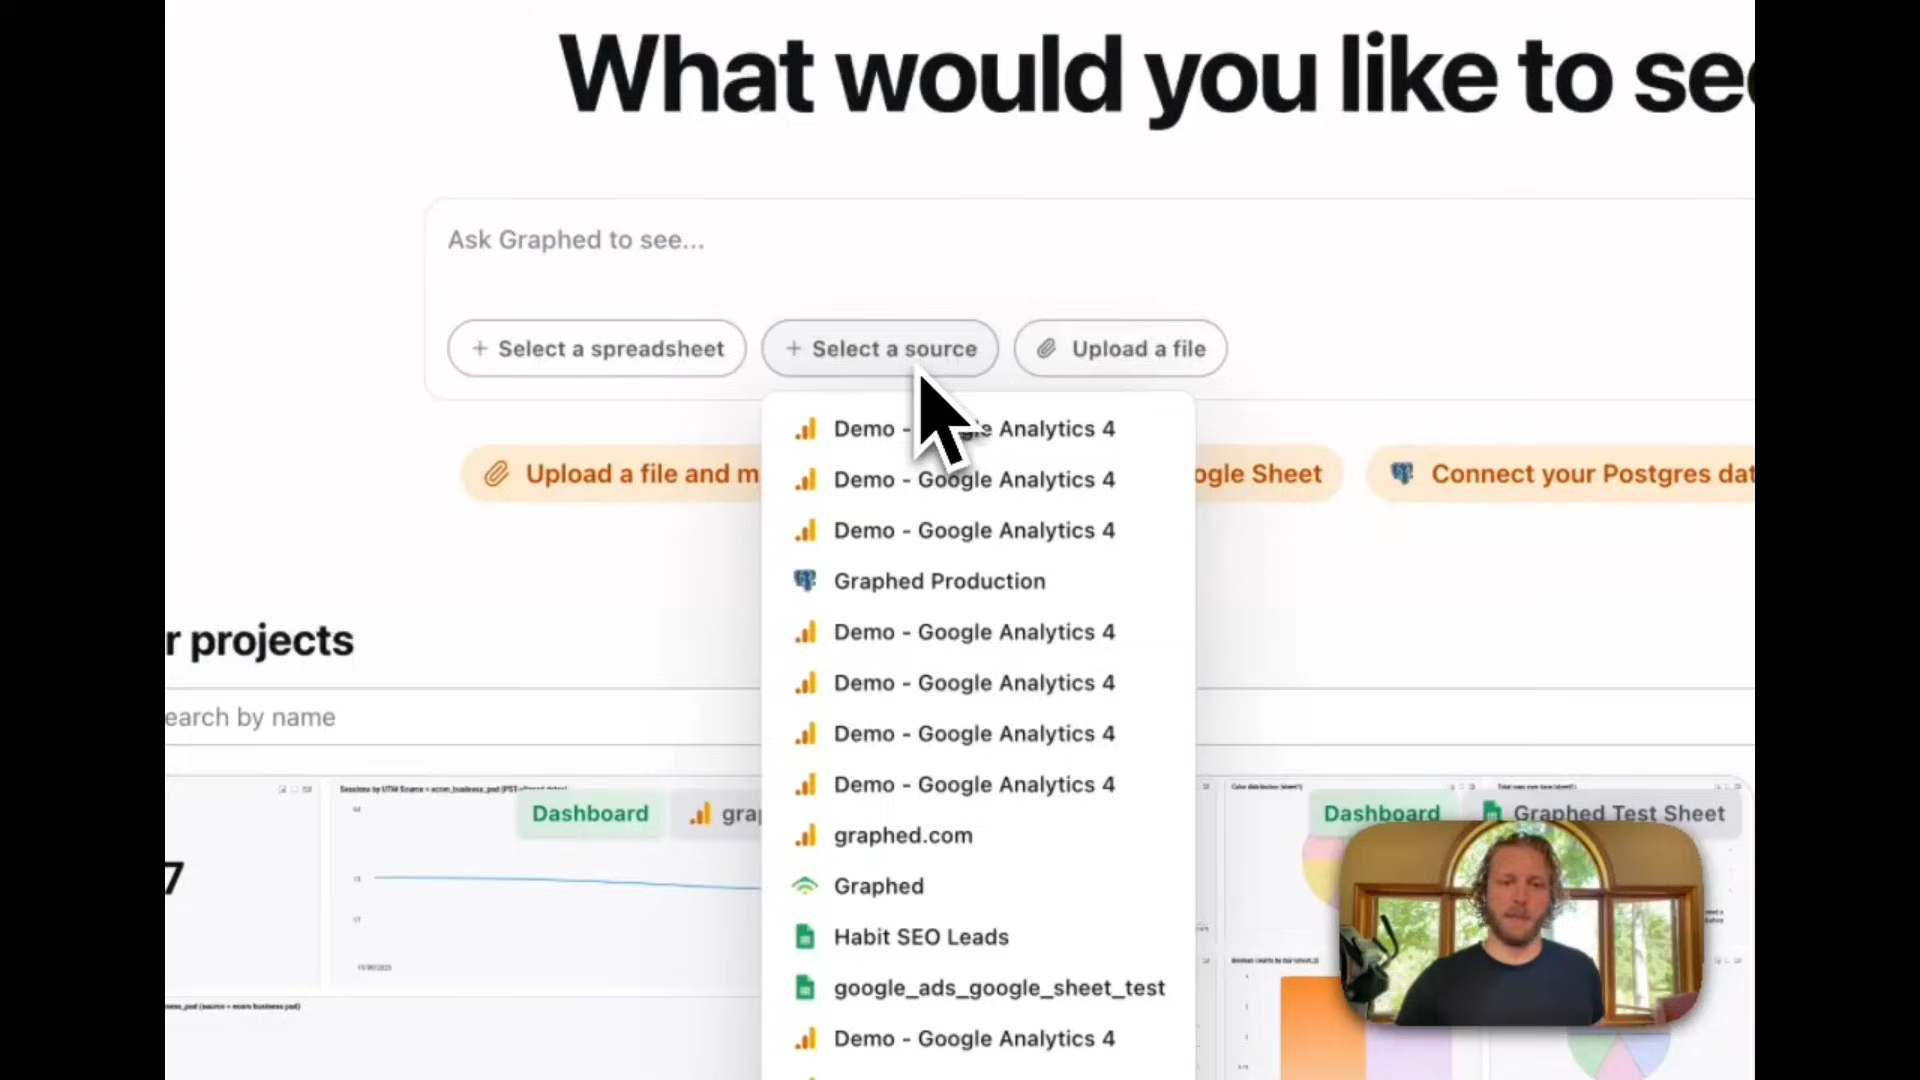 What would you like to se
Ask Graphed to see...
+ Select a spreadsheet
+ Select a source
Upload a file
Demo - Google Analytics 4
Upload a file and m
Demo - Google Analytics 4
ogle Sheet
Connect your Postgres dat
Demo - Google Analytics 4
Graphed Production
r projects
Demo - Google Analytics 4
Demo - Google Analytics 4
earch by name
Demo - Google Analytics 4
Demo - Google Analytics 4
Dashboard
grap
Dashboard
Graphed Test Sheet
graphed.com
7
Graphed
Habit SEO Leads
google_ads_google_sheet_test
Demo - Google Analytics 4